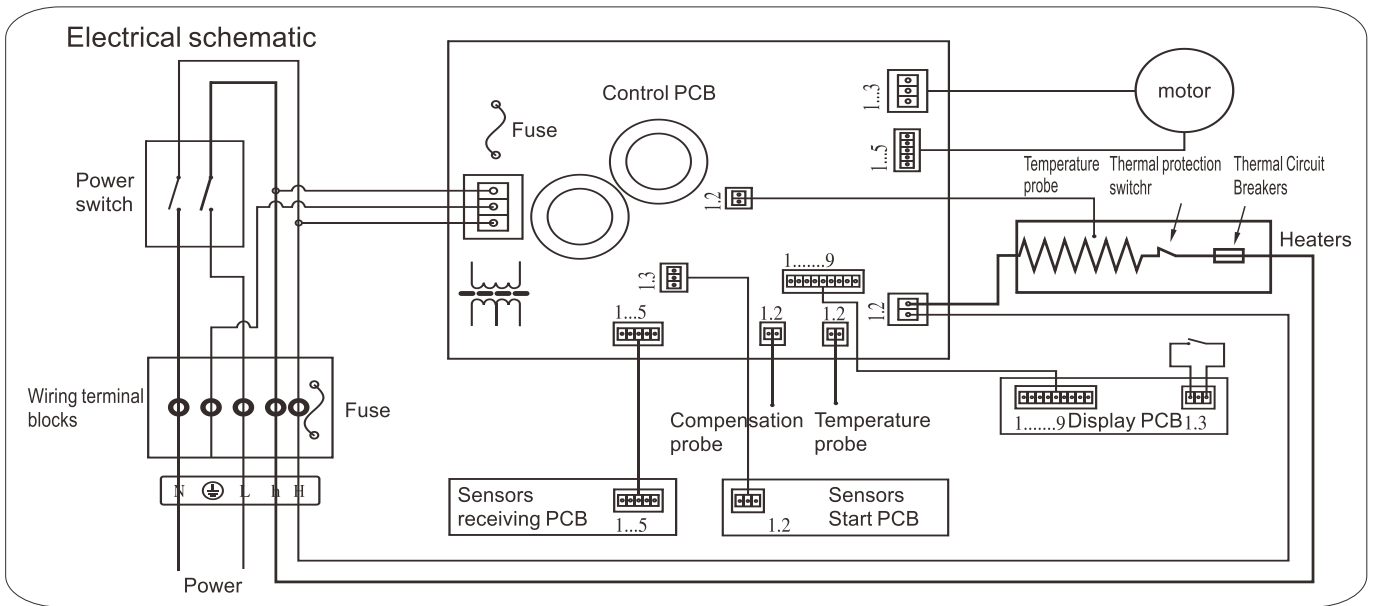 Electrical schematic
Control PCB
Fuse
1...3
motor
1...5
Temperature
probe
Thermal protection
switchr
Thermal Circuit
Breakers
Power
switch
1.2
Heaters
1.......9
1.3
1.2
1...5
1.2
1.2
Wiring terminal
blocks
Fuse
Compensation
probe
Temperature
probe
1.......9
Display PCB
1.3
N
L
h
H
Sensors
receiving PCB
1...5
1.2
Sensors
Start PCB
Power